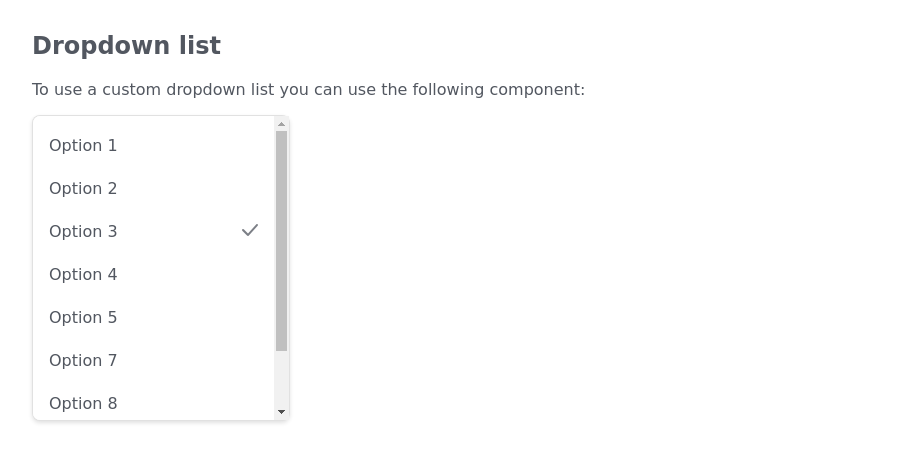 Dropdown list
To use a custom dropdown list you can use the following component:
Option 1
Option 2
Option 3
Option 4
Option 5
Option 7
Option 8